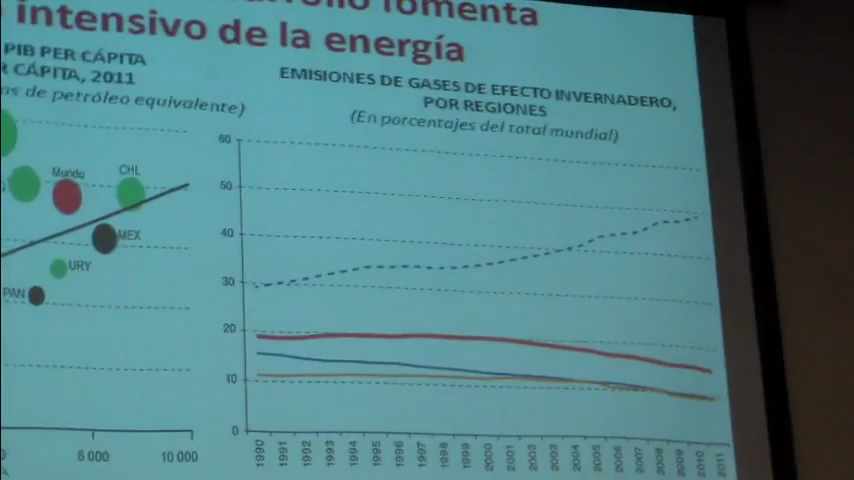 fomenta
intensivo de la energía
PIB PER CÁPITA
CÁPITA, 2011
de petróleo equivalente)
Mundo
CHL
MEX
URY
PAN
8 000
10 000
EMISIONES DE GASES DE EFECTO INVERNADERO,
POR REGIONES
(En porcentajes del total mundial)
60
50
40
30
20
10
0
1990 1991 1992 1993 1994 1995 1996 1997 1998 1999 2000 2001 2002 2003 2004 2005 2006 2007 2008 2009 2010 2011